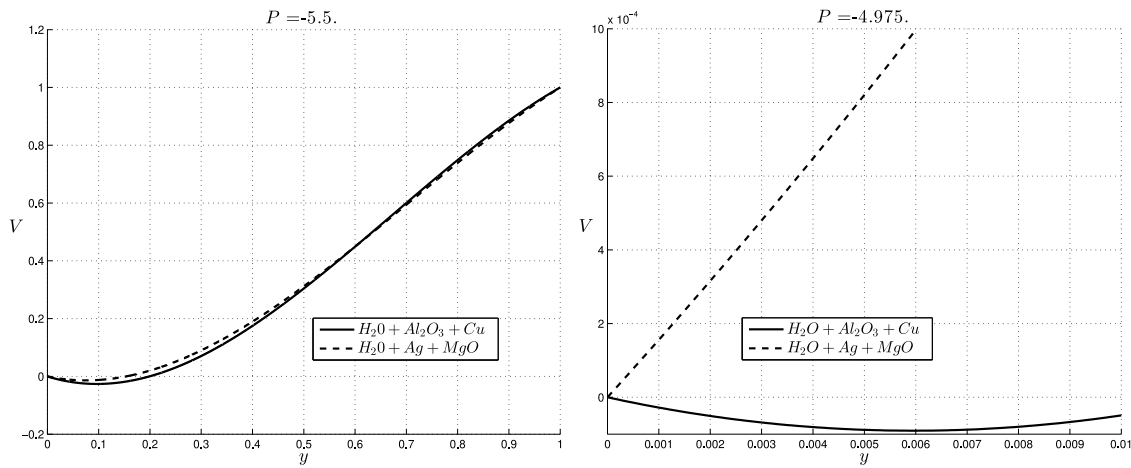 P =-5.5.
1.2
1
0.8
0.6
V
0.4
0.2
0
−0.2
0 0.1 0.2 0.3 0.4 0.5 0.6 0.7 0.8 0.9 1
y
H₂0 + Al₂O₃ + Cu
H₂0 + Ag + MgO
P =-4.975.
x 10⁻⁴
10
8
6
V
4
2
0
0 0.001 0.002 0.003 0.004 0.005 0.006 0.007 0.008 0.009 0.01
y
H₂O + Al₂O₃ + Cu
H₂O + Ag + MgO